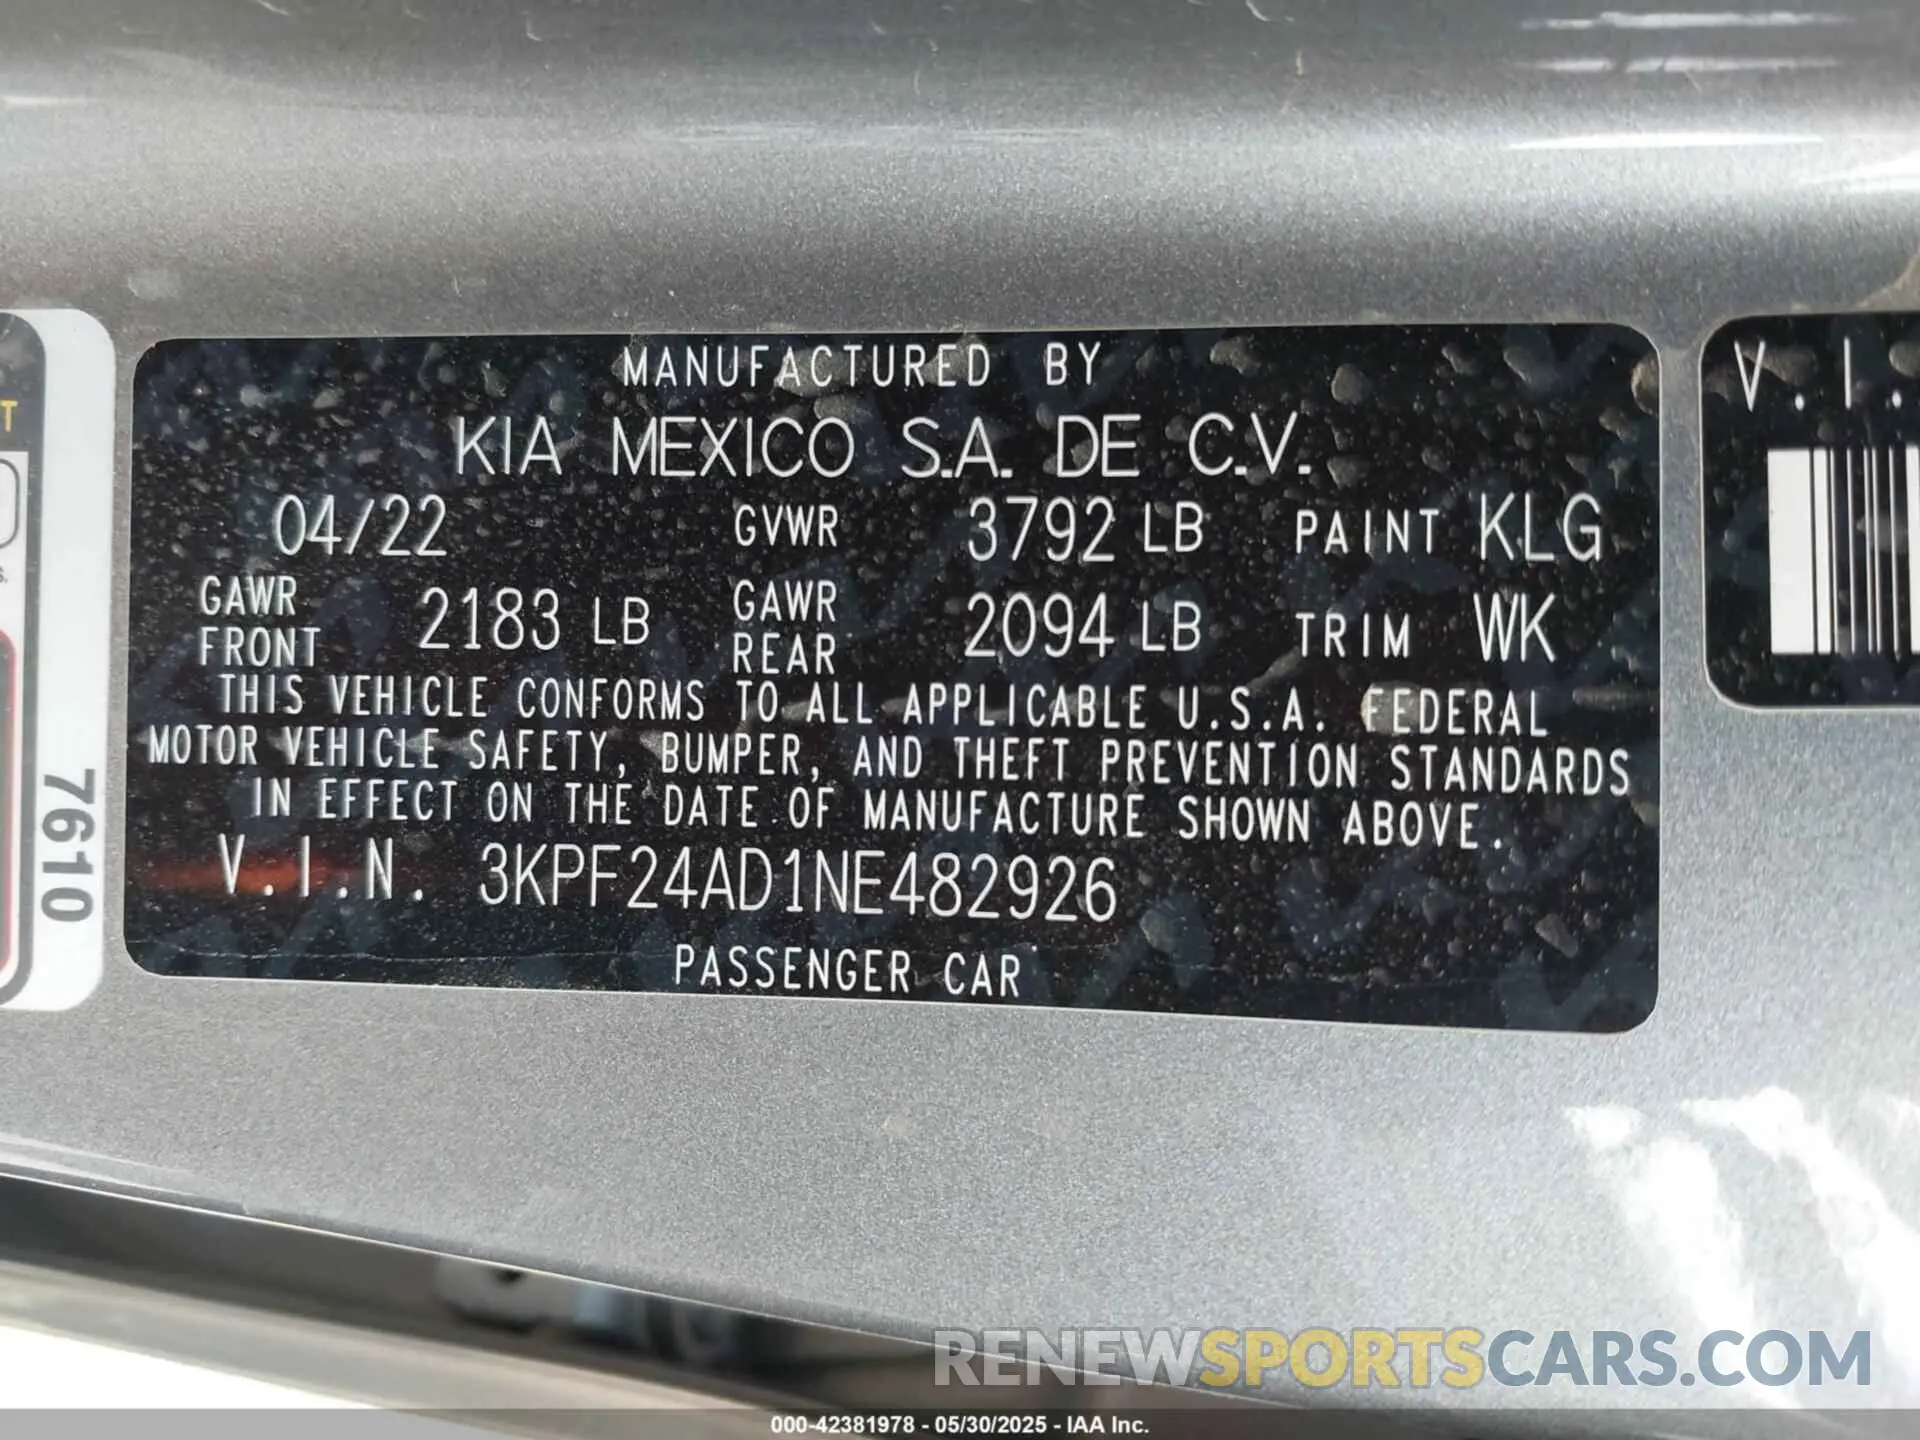 MANUFACTURED BY
KIA MEXICO S.A. DE C.V.
04/22 GVWR 3792 LB PAINT KLG
GAWR FRONT 2183 LB GAWR REAR 2094 LB TRIM WK
THIS VEHICLE CONFORMS TO ALL APPLICABLE U.S.A. FEDERAL
MOTOR VEHICLE SAFETY, BUMPER, AND THEFT PREVENTION STANDARDS
IN EFFECT ON THE DATE OF MANUFACTURE SHOWN ABOVE.
V.I.N. 3KPF24AD1NE482926
PASSENGER CAR
7610
T
s.
V.I.
RENEWSPORTSCARS.COM
000-42381978 - 05/30/2025 - IAA Inc.